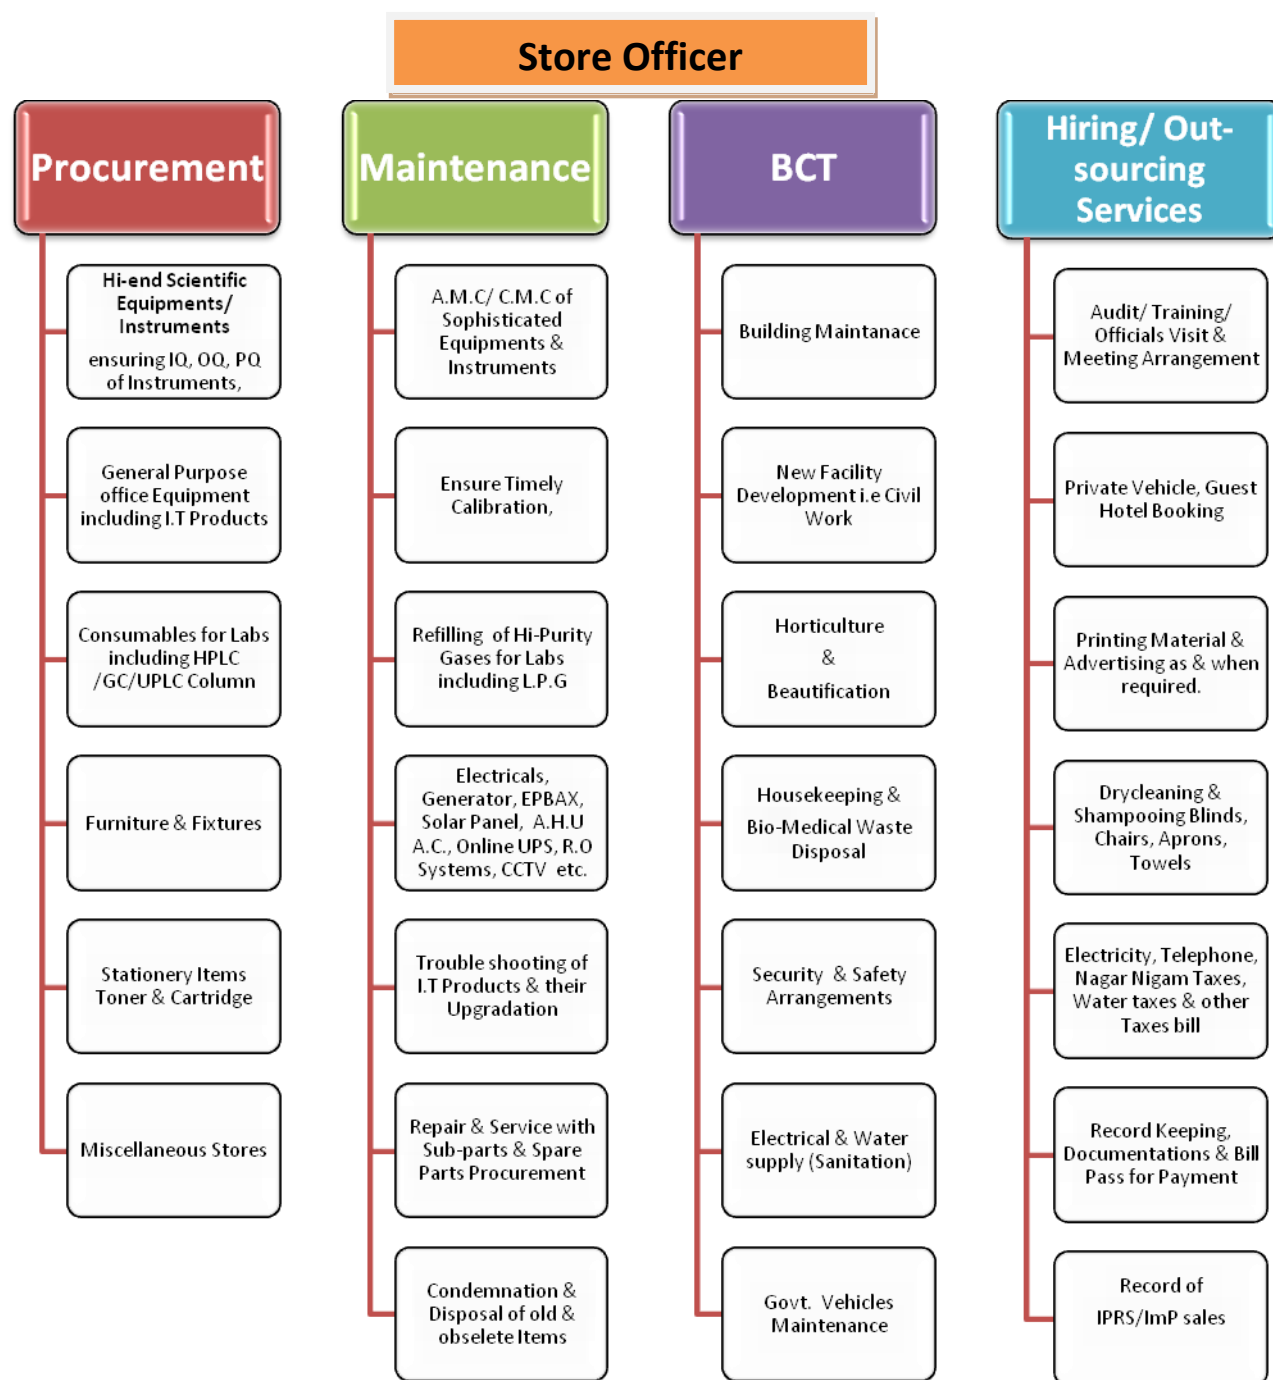 Store Officer
Procurement
Hi-end Scientific
Equipments/
Instruments
ensuring IQ, OQ, PQ
of Instruments,
General Purpose
office Equipment
including I.T Products
Consumables for Labs
including HPLC
/GC/UPLC Column
Furniture & Fixtures
Stationery Items
Toner & Cartridge
Miscellaneous Stores
Maintenance
A.M.C/ C.M.C of
Sophisticated
Equipments &
Instruments
Ensure Timely
Calibration,
Refilling of Hi-Purity
Gases for Labs
including L.P.G
Electricals,
Generator, EPBAX,
Solar Panel, A.H.U
A.C., Online UPS, R.O
Systems, CCTV etc.
Trouble shooting of
I.T Products & their
Upgradation
Repair & Service with
Sub-parts & Spare
Parts Procurement
Condemnation &
Disposal of old &
obselete Items
BCT
Building Maintanace
New Facility
Development i.e Civil
Work
Horticulture
&
Beautification
Housekeeping &
Bio-Medical Waste
Disposal
Security & Safety
Arrangements
Electrical & Water
supply (Sanitation)
Govt. Vehicles
Maintenance
Hiring/ Out-
sourcing
Services
Audit/ Training/
Officials Visit &
Meeting Arrangement
Private Vehicle, Guest
Hotel Booking
Printing Material &
Advertising as & when
required.
Drycleaning &
Shampooing Blinds,
Chairs, Aprons,
Towels
Electricity, Telephone,
Nagar Nigam Taxes,
Water taxes & other
Taxes bill
Record Keeping,
Documentations & Bill
Pass for Payment
Record of
IPRS/ImP sales